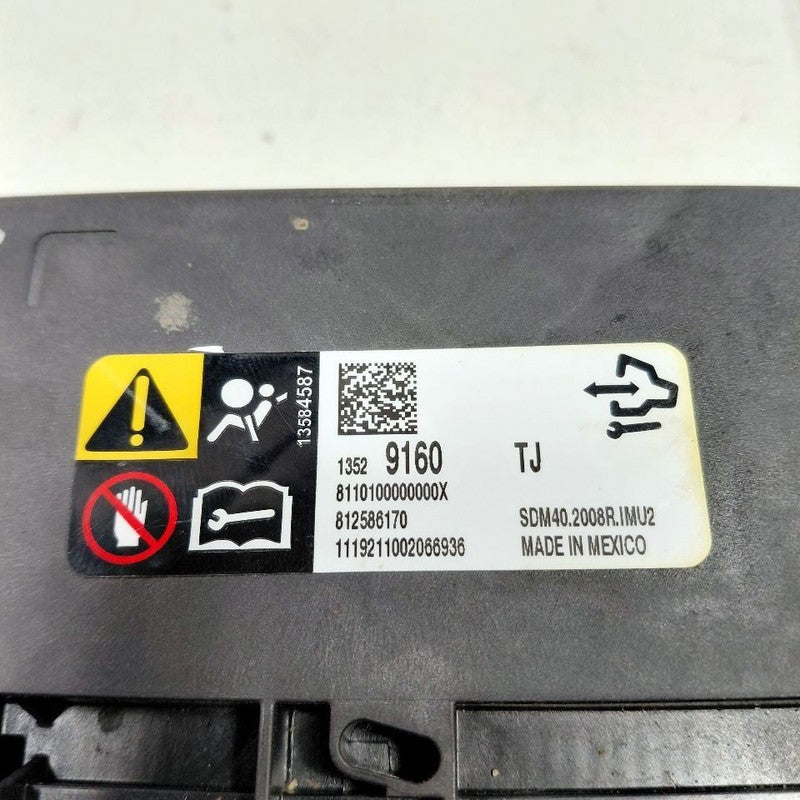 13584587
1352 9160 TJ
8110100000000X
812586170 SDM40.2008R.IMU2
1119211002066936 MADE IN MEXICO